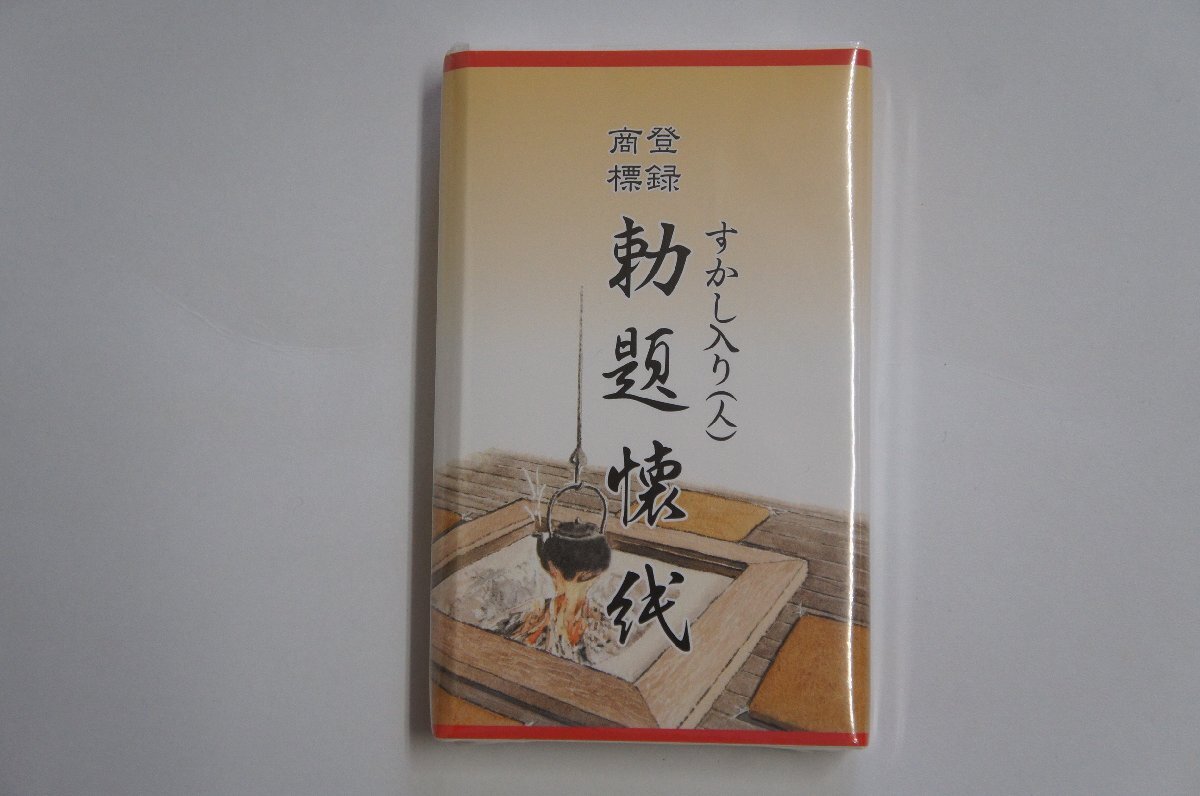 すかし入り(人)
登録
商標
勅題懐紙